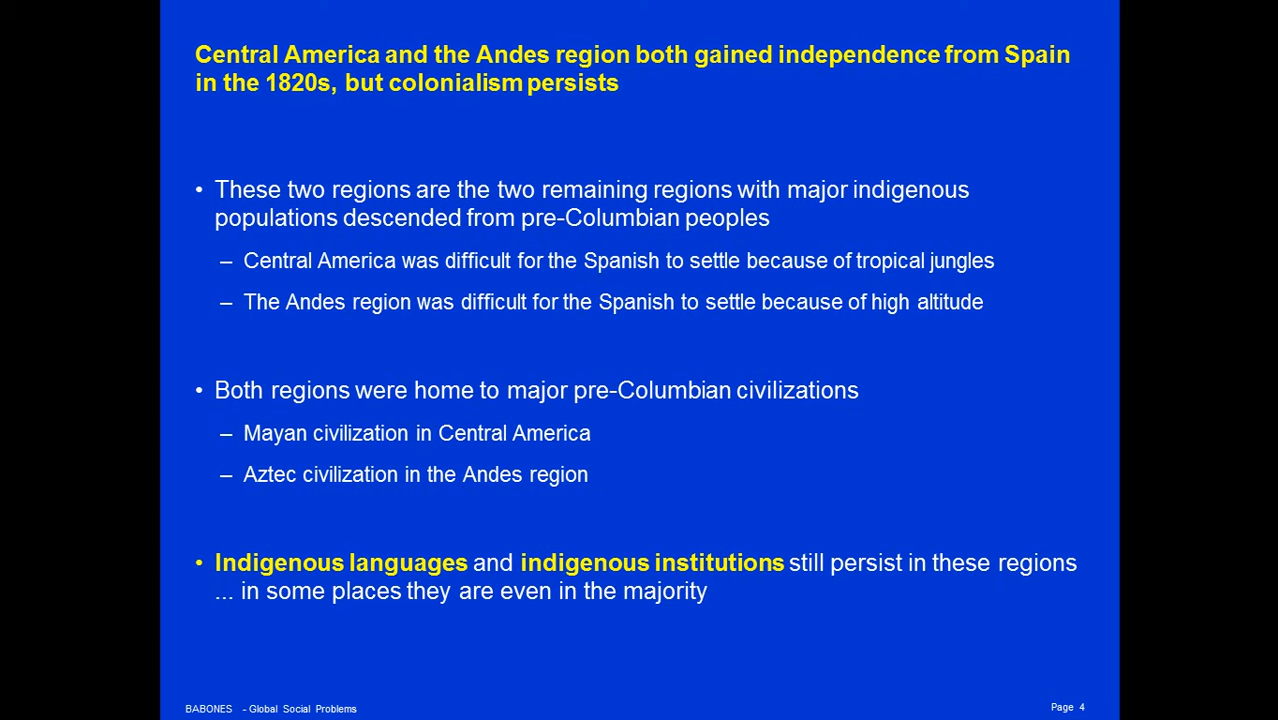 Central America and the Andes region both gained independence from Spain
in the 1820s, but colonialism persists
• These two regions are the two remaining regions with major indigenous
populations descended from pre-Columbian peoples
– Central America was difficult for the Spanish to settle because of tropical jungles
– The Andes region was difficult for the Spanish to settle because of high altitude
• Both regions were home to major pre-Columbian civilizations
– Mayan civilization in Central America
– Aztec civilization in the Andes region
• Indigenous languages and indigenous institutions still persist in these regions
... in some places they are even in the majority
BABONES - Global Social Problems
Page 4